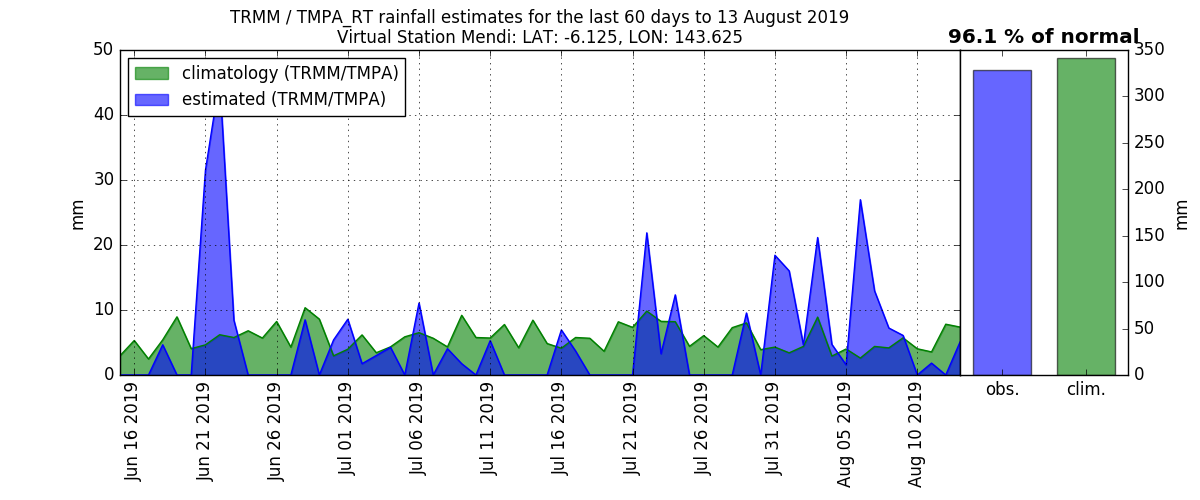 TRMM / TMPA_RT rainfall estimates for the last 60 days to 13 August 2019
Virtual Station Mendi: LAT: -6.125, LON: 143.625
96.1 % of normal
climatology (TRMM/TMPA)
estimated (TRMM/TMPA)
mm
50
40
30
20
10
0
Jun 16 2019
Jun 21 2019
Jun 26 2019
Jul 01 2019
Jul 06 2019
Jul 11 2019
Jul 16 2019
Jul 21 2019
Jul 26 2019
Jul 31 2019
Aug 05 2019
Aug 10 2019
obs.
clim.
350
300
250
200
150
100
50
0
mm